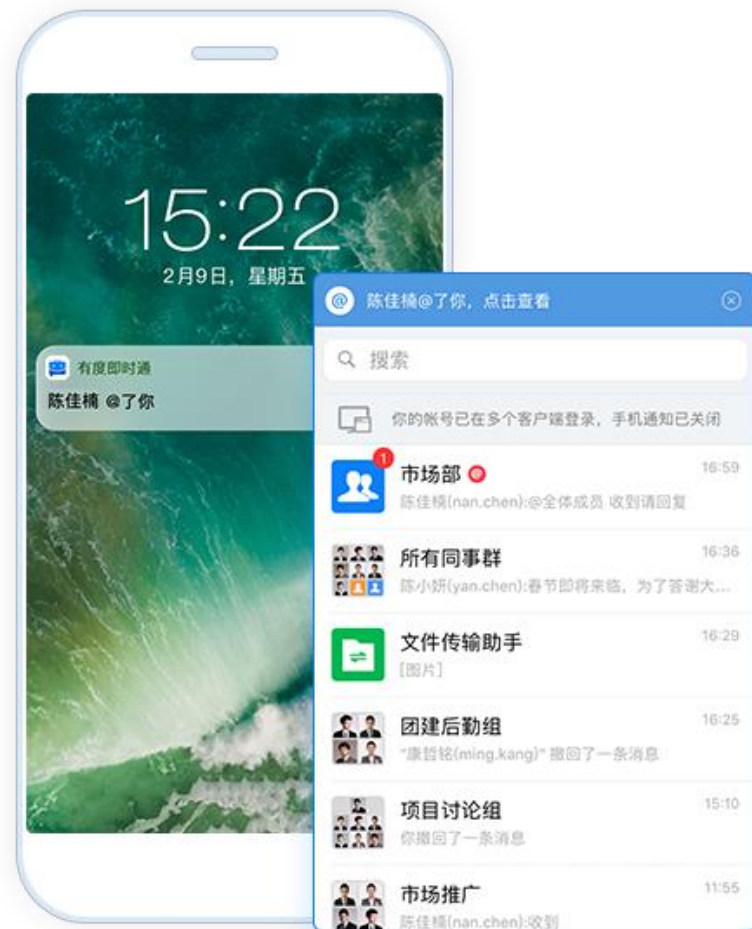 15:22
2月9日，星期五
有度即时通
陈佳楠 @了你
@ 陈佳楠@了你，点击查看
搜索
你的帐号已在多个客户端登录，手机通知已关闭
1
市场部 @ 16:59
陈佳楠(nan.chen):@全体成员 收到请回复
所有同事群 16:36
陈小妍(yan.chen):春节即将来临，为了答谢大...
文件传输助手 16:29
[图片]
团建后勤组 16:25
"康哲铭(ming.kang)" 撤回了一条消息
项目讨论组 15:10
你撤回了一条消息
市场推广 11:55
陈佳楠(nan.chen):收到